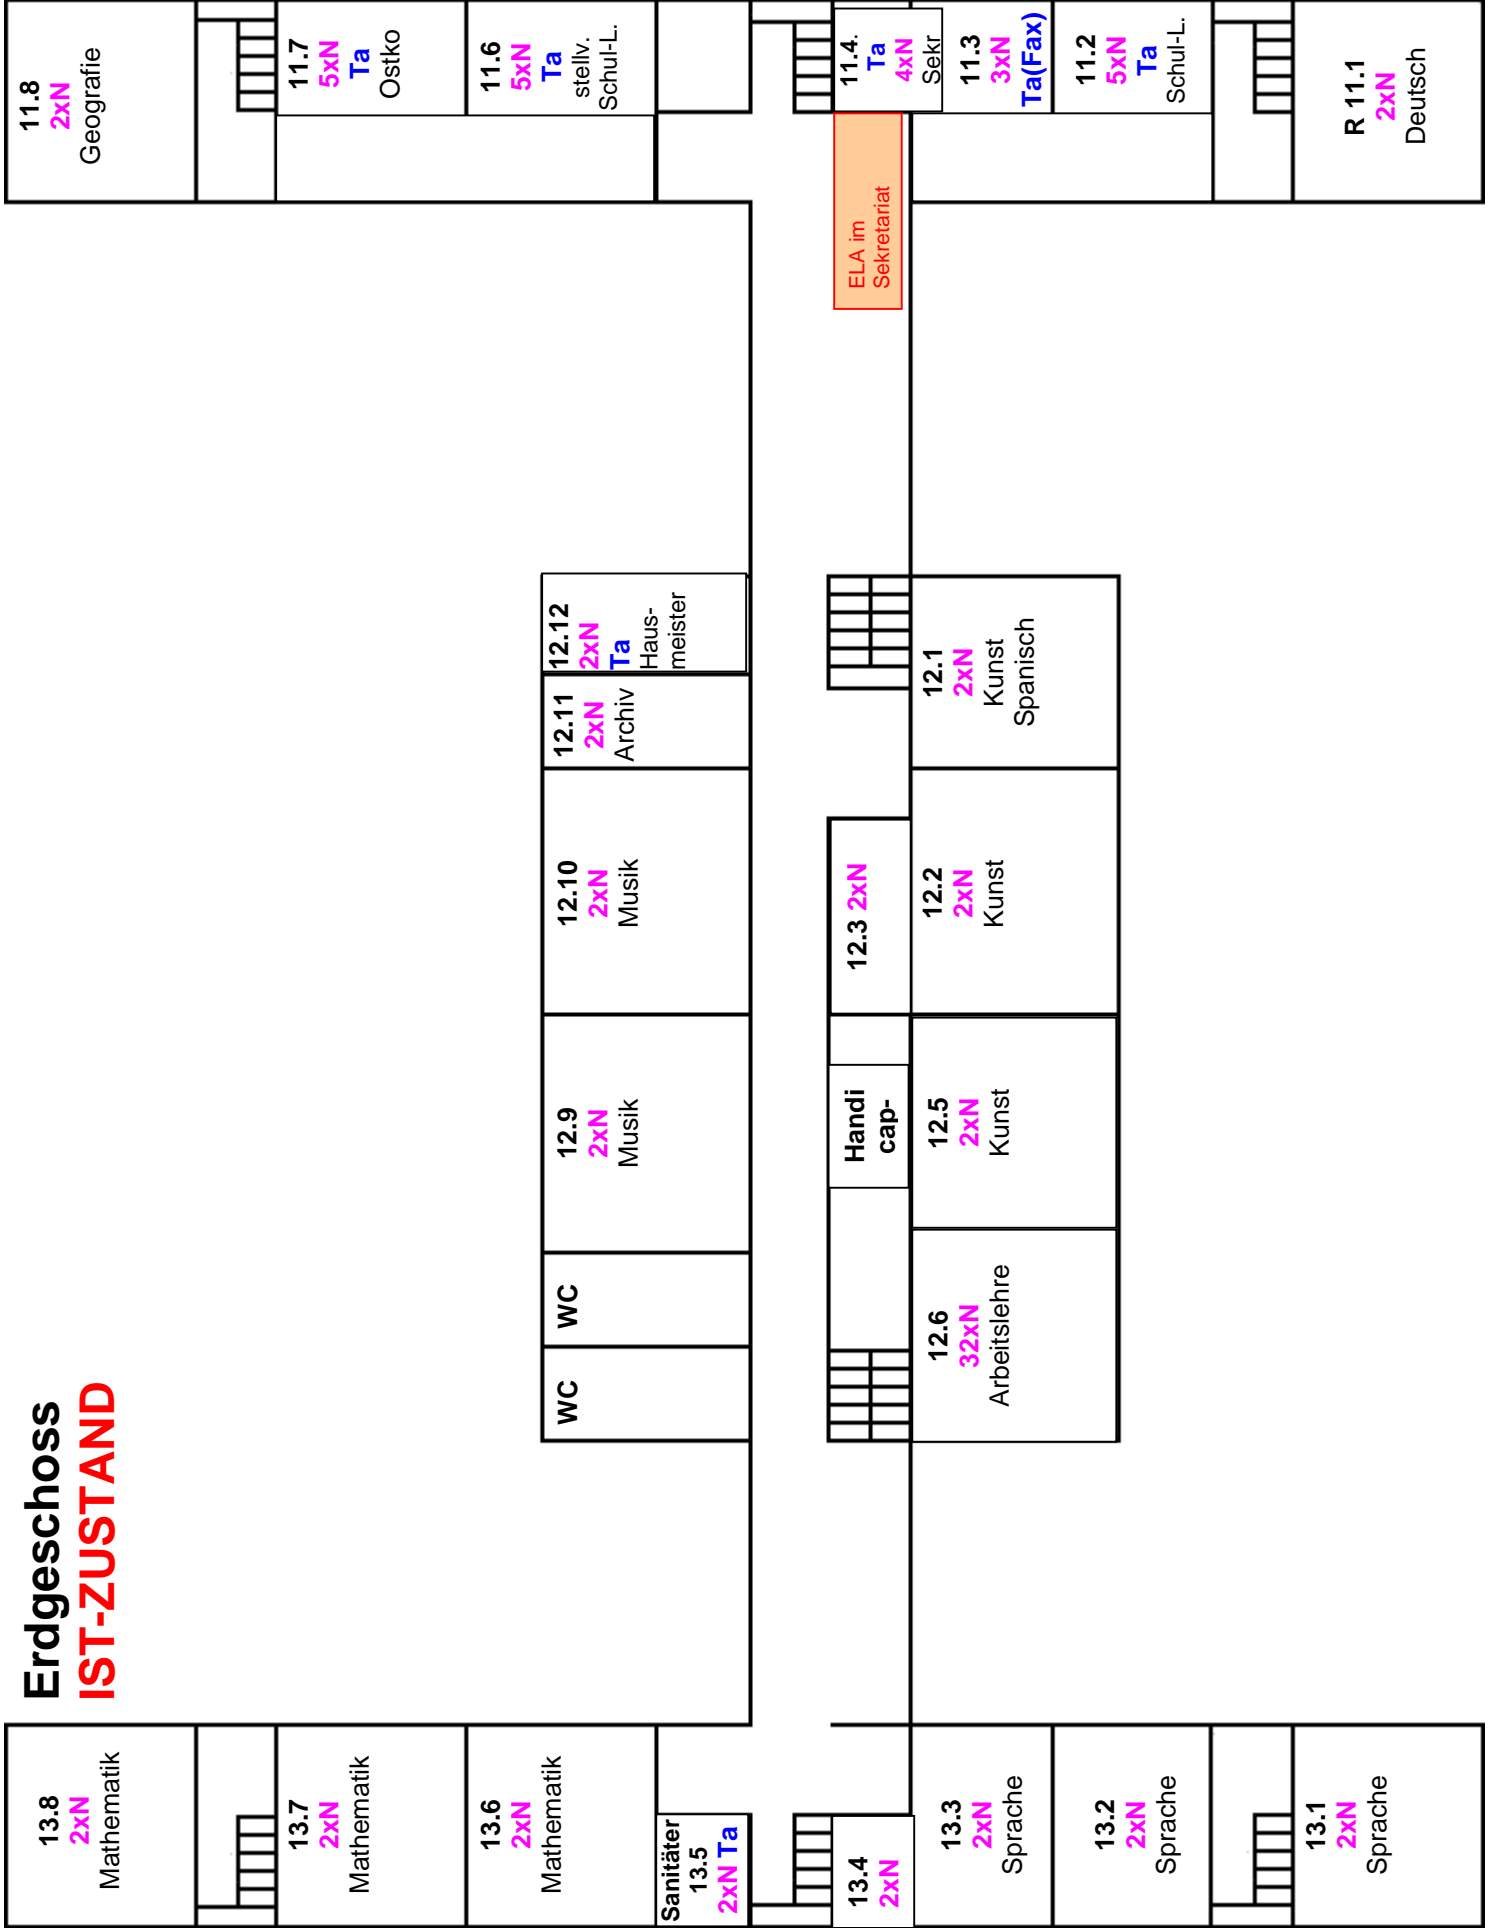 Erdgeschoss
IST-ZUSTAND
13.8
2xN
Mathematik
13.7
2xN
Mathematik
13.6
2xN
Mathematik
Sanitäter
13.5
2xN Ta
13.4
2xN
13.3
2xN
Sprache
13.2
2xN
Sprache
13.1
2xN
Sprache
WC
WC
12.9
2xN
Musik
12.10
2xN
Musik
12.11
2xN
Archiv
12.12
2xN
Ta
Haus-
meister
Handi
cap-
12.3 2xN
12.6
32xN
Arbeitslehre
12.5
2xN
Kunst
12.2
2xN
Kunst
12.1
2xN
Kunst
Spanisch
ELA im
Sekretariat
11.8
2xN
Geografie
11.7
5xN
Ta
Ostko
11.6
5xN
Ta
stellv.
Schul-L.
11.4.
Ta
4xN
Sekr
11.3
3xN
Ta(Fax)
11.2
5xN
Ta
Schul-L.
R 11.1
2xN
Deutsch